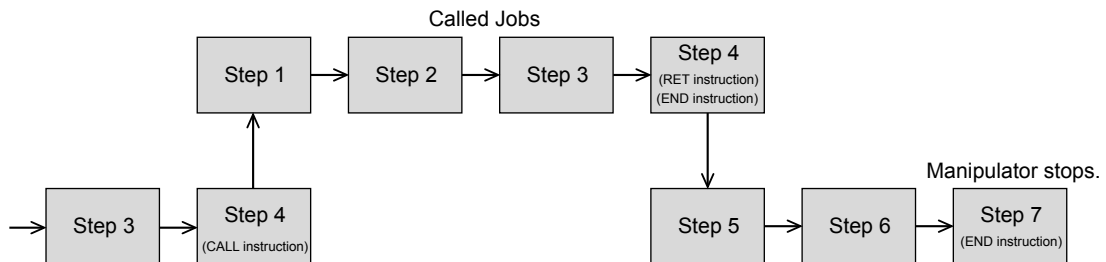 Called Jobs
Step 1
Step 2
Step 3
Step 4
(RET instruction)
(END instruction)
Manipulator stops.
Step 3
Step 4
(CALL instruction)
Step 5
Step 6
Step 7
(END instruction)